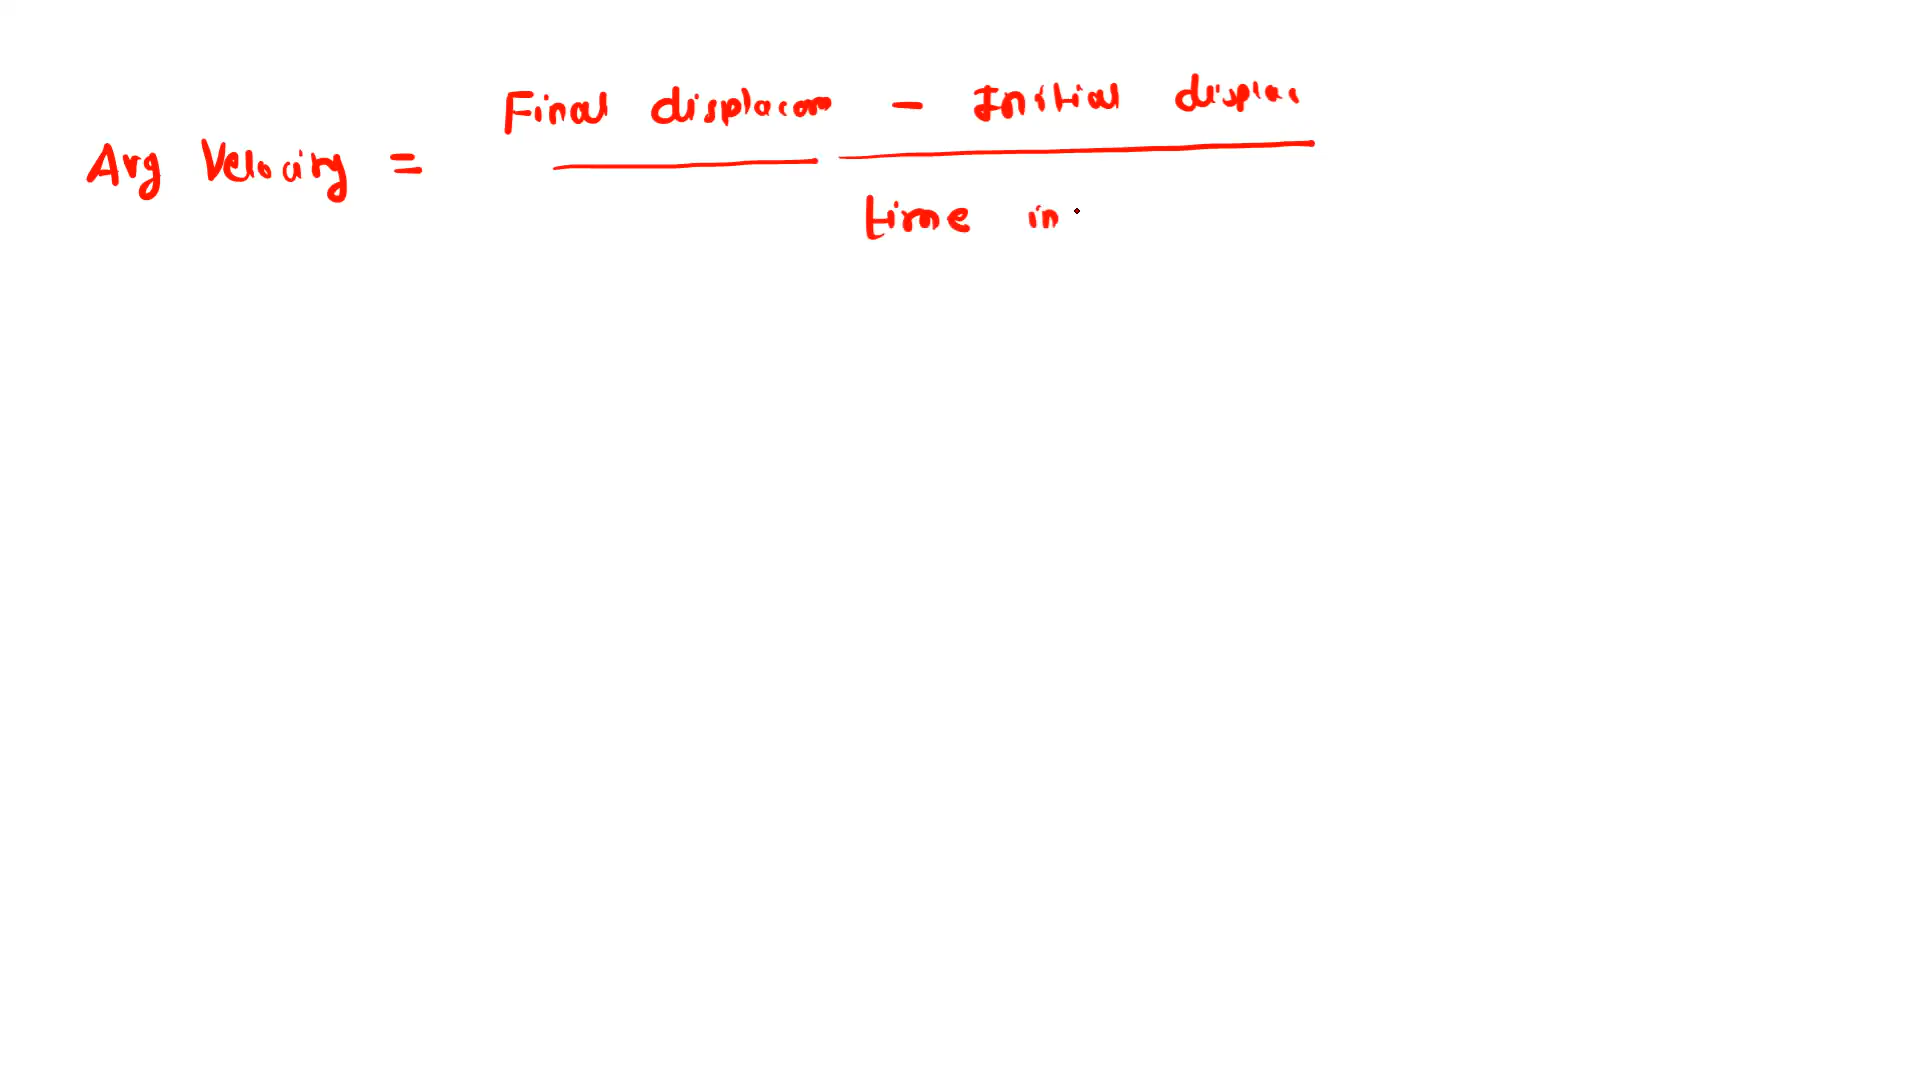 Final displacem - Initial displac
Avg Velocity =
time in